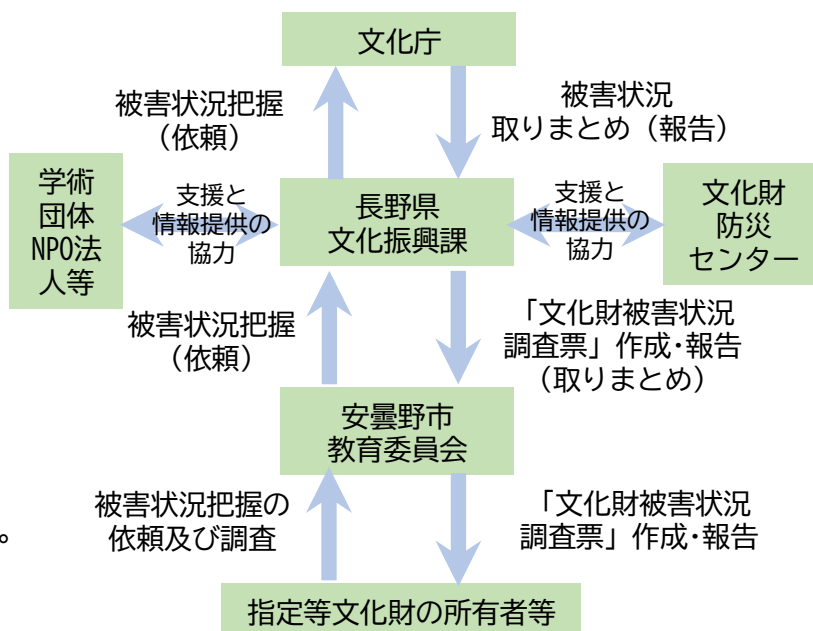 文化庁
被害状況把握
（依頼）
被害状況
取りまとめ（報告）
学術
団体
NPO法
人等
支援と
情報提供の
協力
長野県
文化振興課
支援と
情報提供の
協力
文化財
防災
センター
被害状況把握
（依頼）
「文化財被害状況
調査票」作成･報告
（取りまとめ）
安曇野市
教育委員会
。
被害状況把握の
依頼及び調査
「文化財被害状況
調査票」作成･報告
指定等文化財の所有者等